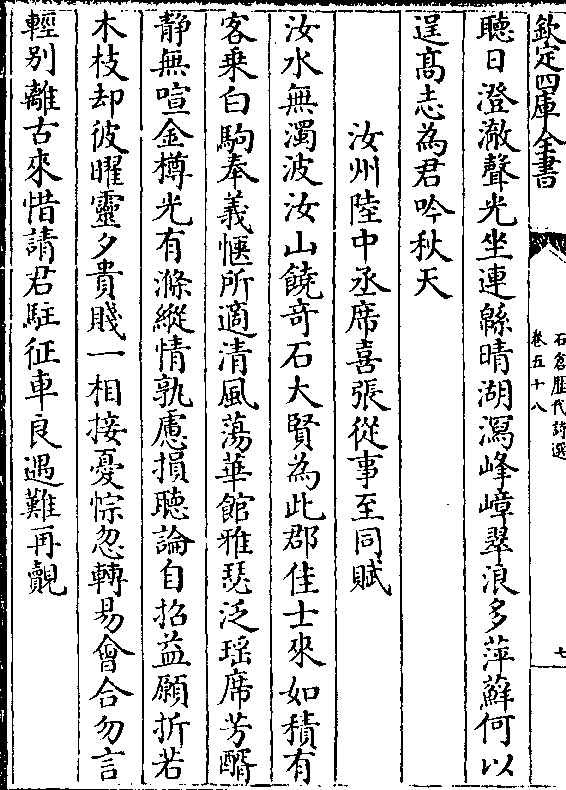 欽定四庫全書
石倉歷代詩選
卷五十八
七
聽日澄澈聲光坐連緜晴湖瀉峰嶂翠浪多萍蘚何以
逞髙志為君吟秋天
汝州陸中丞席喜張從事至同賦
汝水無濁波汝山饒奇石大賢為此郡佳士來如積有
客乗白駒奉義愜所適清風蕩華館雅瑟泛瑶席芳醑
静無喧金樽光有滌縱情孰慮損聽論自招益願折若
木枝却彼曜靈夕貴賤一相接憂悰忽轉易會合勿言
輕別離古來惜請君駐征車良遇難再覿